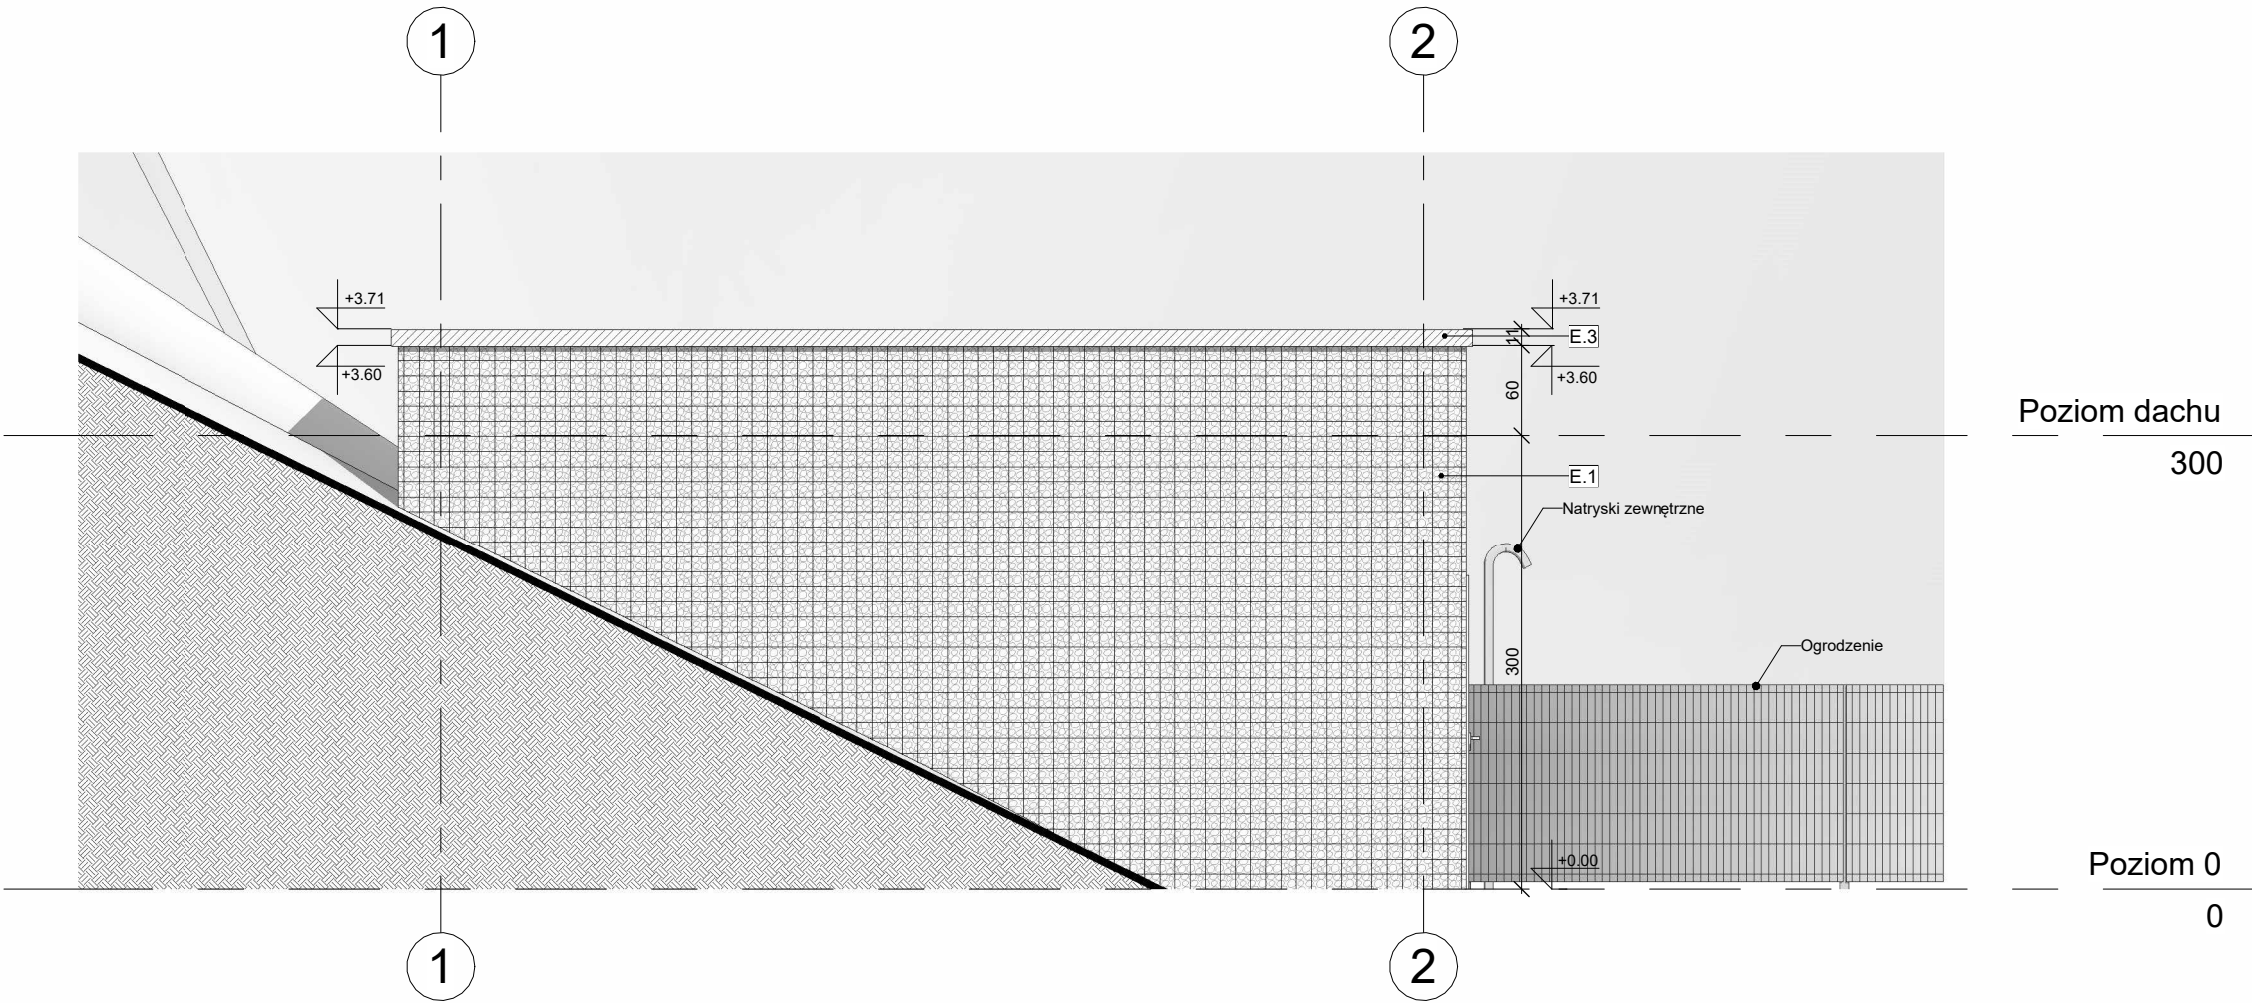 1
2
+3.71
+3.71
11
E.3
+3.60
+3.60
60
Poziom dachu
300
E.1
Natryski zewnętrzne
Ogrodzenie
300
+0.00
Poziom 0
0
1
2